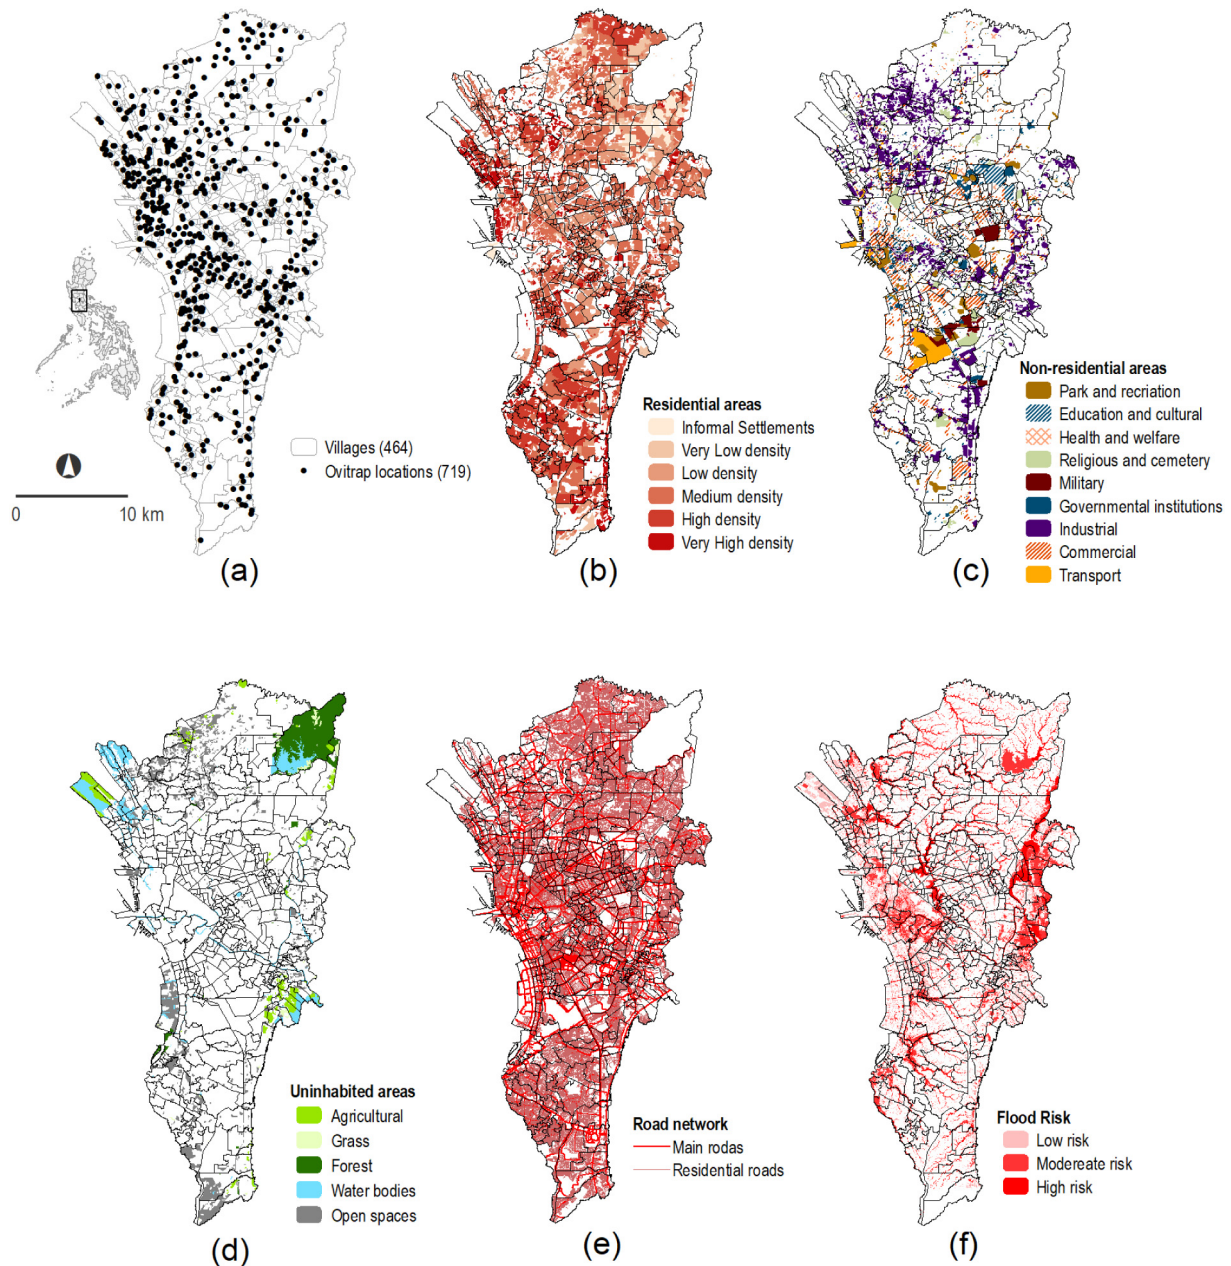 Villages (464)
Ovitrap locations (719)
0 10 km
(a)
Residential areas
Informal Settlements
Very Low density
Low density
Medium density
High density
Very High density
(b)
Non-residential areas
Park and recriation
Education and cultural
Health and welfare
Religious and cemetery
Military
Governmental institutions
Industrial
Commercial
Transport
(c)
Uninhabited areas
Agricultural
Grass
Forest
Water bodies
Open spaces
(d)
Road network
Main rodas
Residential roads
(e)
Flood Risk
Low risk
Modereate risk
High risk
(f)